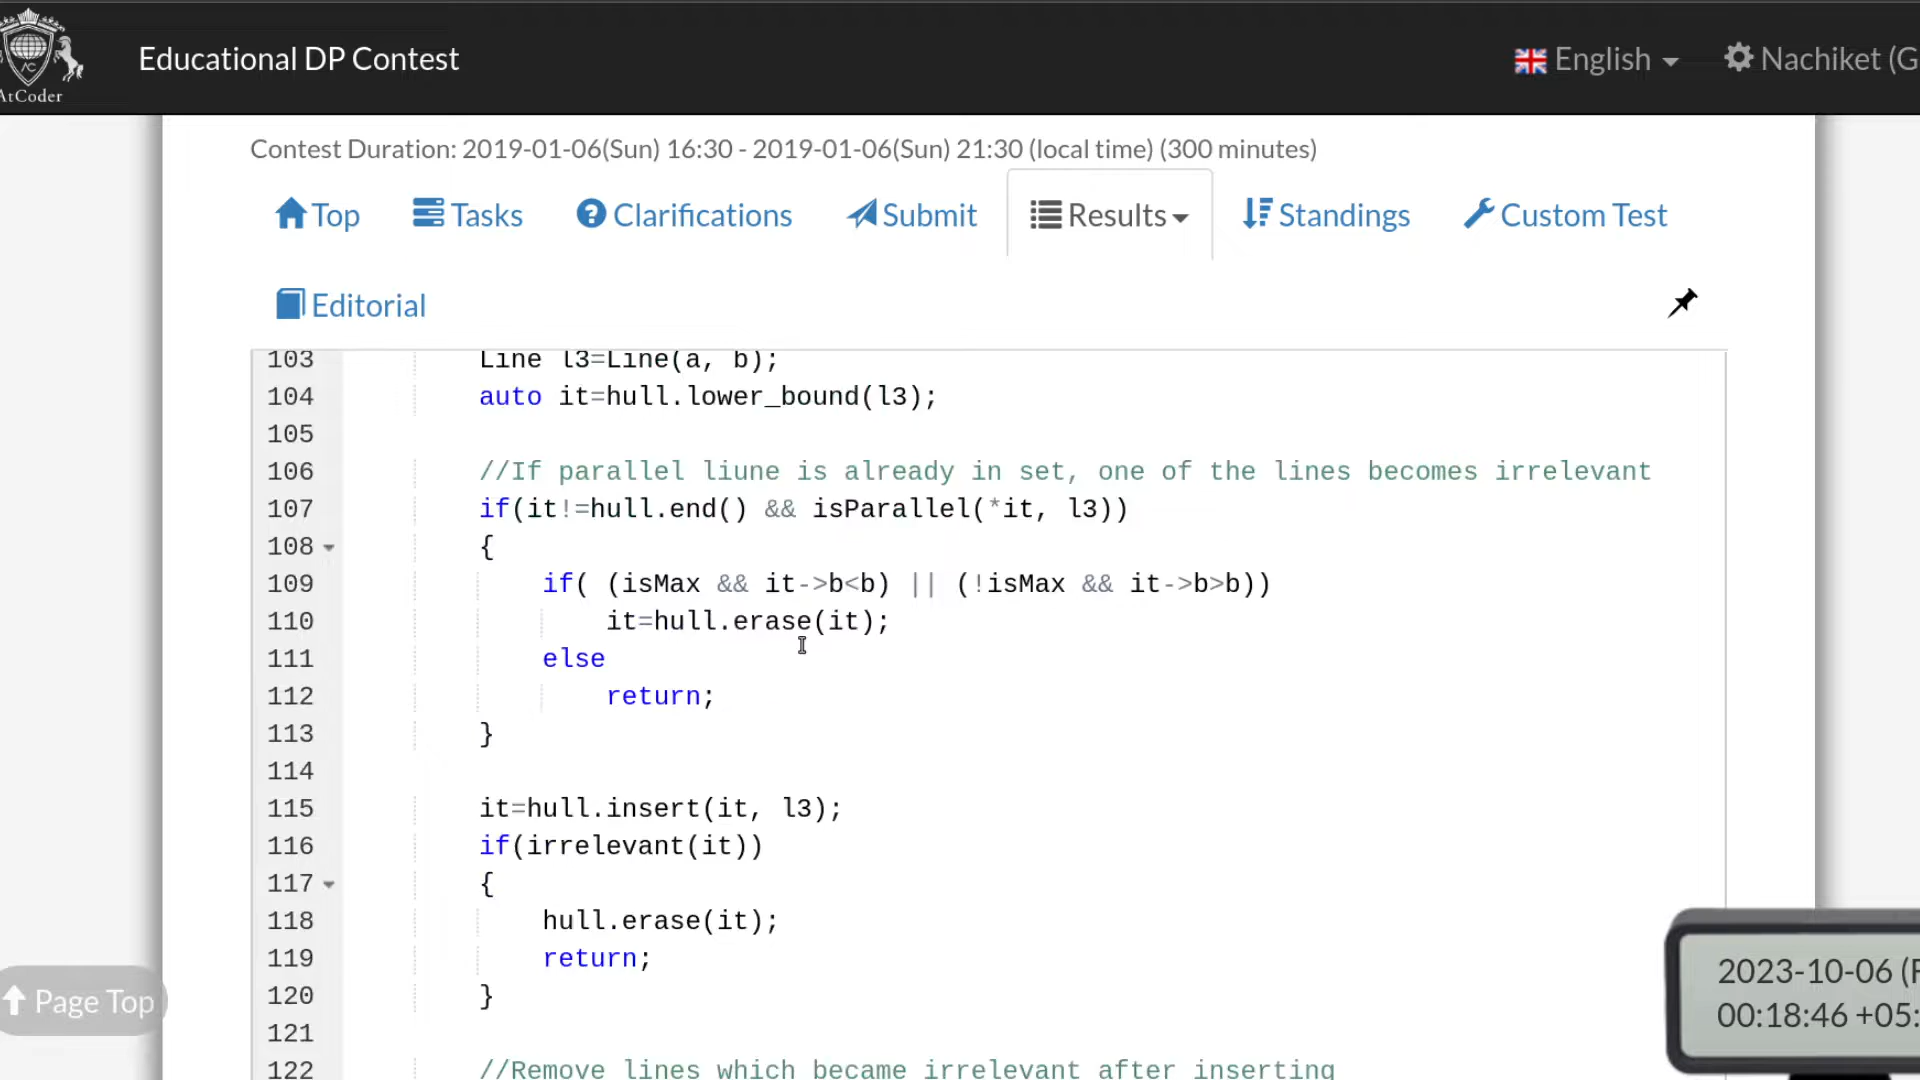 AtCoder
Educational DP Contest
English
Nachiket (G
Contest Duration: 2019-01-06(Sun) 16:30 - 2019-01-06(Sun) 21:30 (local time) (300 minutes)
Top
Tasks
Clarifications
Submit
Results
Standings
Custom Test
Editorial
103 Line l3=Line(a, b);
104 auto it=hull.lower_bound(l3);
105
106 //If parallel liune is already in set, one of the lines becomes irrelevant
107 if(it!=hull.end() && isParallel(*it, l3))
108 {
109 if( (isMax && it->b<b) || (!isMax && it->b>b))
110 it=hull.erase(it);
111 else
112 return;
113 }
114
115 it=hull.insert(it, l3);
116 if(irrelevant(it))
117 {
118 hull.erase(it);
119 return;
120 }
121
122 //Remove lines which became irrelevant after inserting
Page Top
2023-10-06 (F
00:18:46 +05: